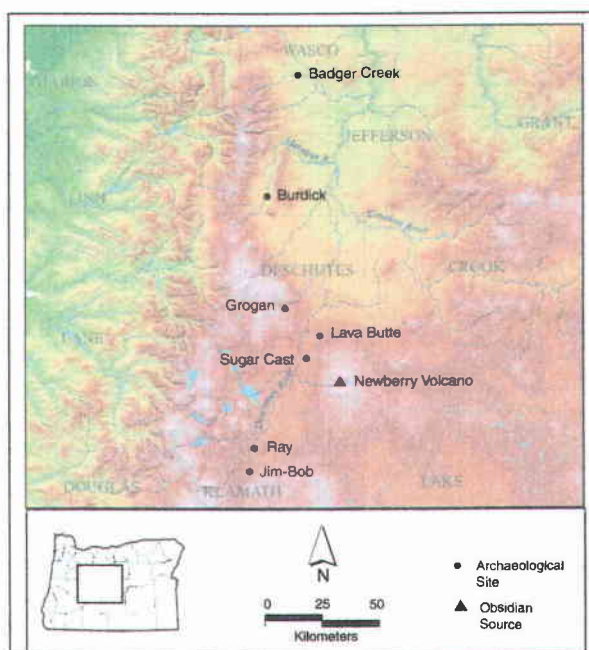 WASCO
Badger Creek
MARION
JEFFERSON
GRANT
LINN
Burdick
DESCHUTES
CROOK
Grogan
LANE
Lava Butte
Sugar Cast
Newberry Volcano
Ray
Jim-Bob
DOUGLAS
KLAMATH
LAKE
N
0 25 50
Kilometers
Archaeological
Site
Obsidian
Source